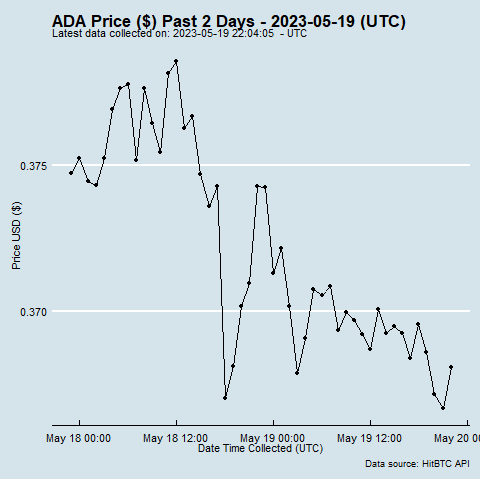 ADA Price ($) Past 2 Days - 2023-05-19 (UTC)
Latest data collected on: 2023-05-19 22:04:05  - UTC
0.375
Price USD ($)
0.370
May 18 00:00
May 18 12:00
May 19 00:00
May 19 12:00
May 20 00
Date Time Collected (UTC)
Data source: HitBTC API